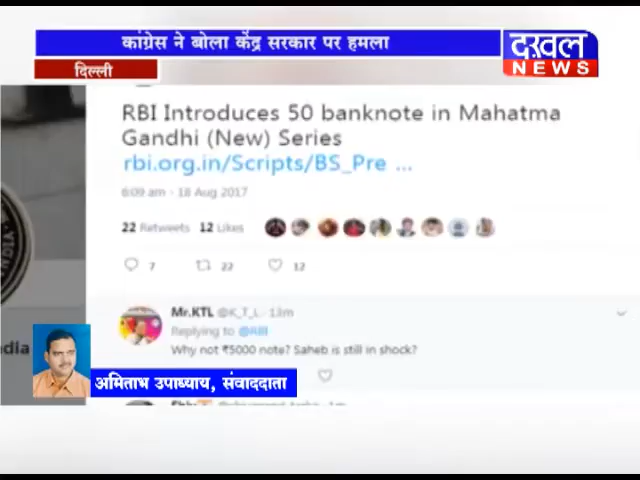 कांग्रेस ने बोला केंद्र सरकार पर हमला
दिल्ली
दखल
NEWS
RBI Introduces 50 banknote in Mahatma
Gandhi (New) Series
rbi.org.in/Scripts/BS_Pre ...
6:09 am - 18 Aug 2017
22 Retweets 12 Likes
7 22 12
Mr.KTL @K_T_L · 13m
Replying to @RBI
Why not ₹5000 note? Saheb is still in shock?
INDIA
dia
अमिताभ उपाध्याय, संवाददाता